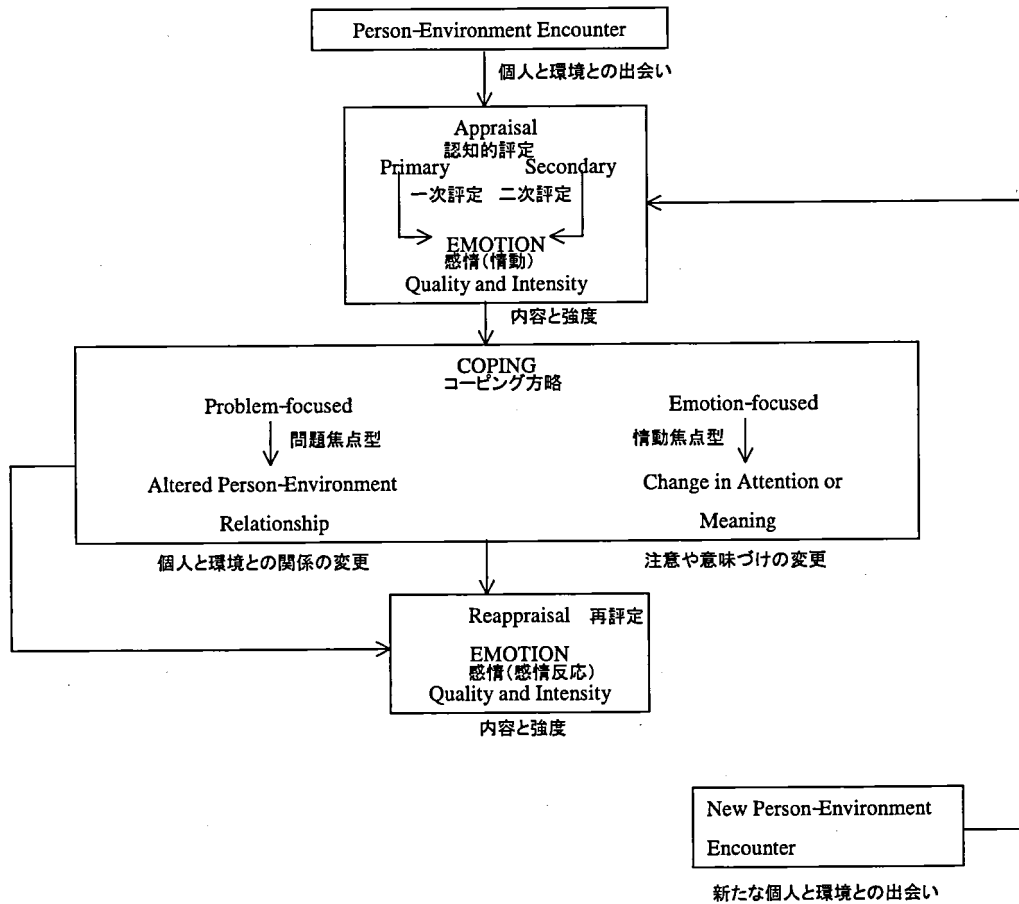 Person-Environment Encounter
個人と環境との出会い
Appraisal
認知的評定
Primary Secondary
一次評定 二次評定
EMOTION
感情(情動)
Quality and Intensity
内容と強度
COPING
コーピング方略
Problem-focused
問題焦点型
Altered Person-Environment
Relationship
個人と環境との関係の変更
Emotion-focused
情動焦点型
Change in Attention or
Meaning
注意や意味づけの変更
Reappraisal 再評定
EMOTION
感情(感情反応)
Quality and Intensity
内容と強度
New Person-Environment
Encounter
新たな個人と環境との出会い